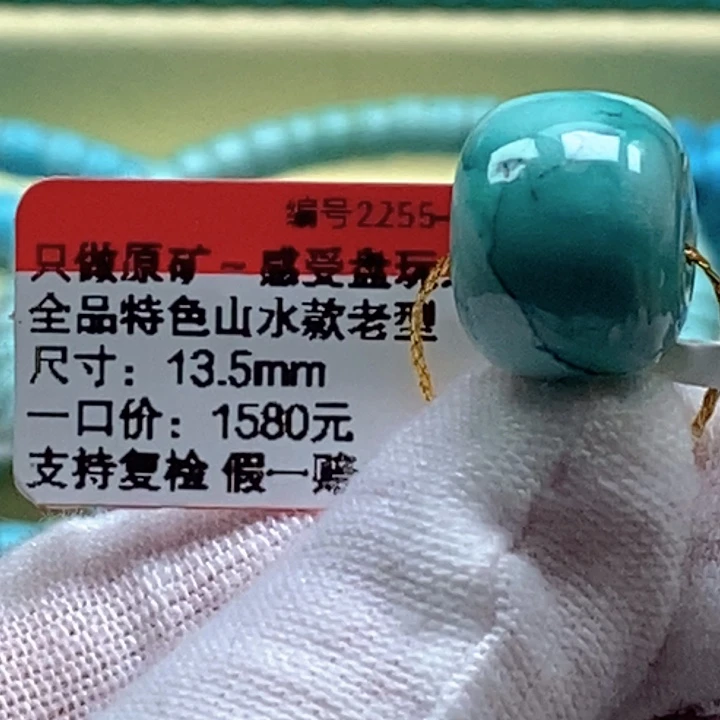 编号2255-
只做原矿～感受盘玩
全品特色山水款老型
尺寸：13.5mm
一口价：1580元
支持复检 假一赔